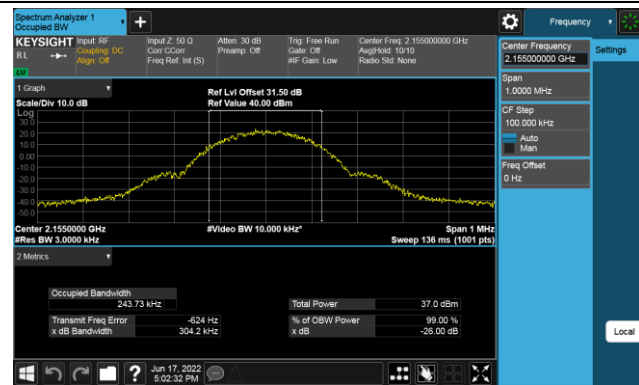 Spectrum Analyzer 1
Occupied BW
Frequency
KEYSIGHT
RL
Input: RF
Coupling: DC
Align: Off
Input Z: 50 Ω
Corr CCorr
Freq Ref: Int (S)
Atten: 30 dB
Preamp: Off
Trig: Free Run
Gate: Off
#IF Gain: Low
Center Freq: 2.155000000 GHz
Avg|Hold: 10/10
Radio Std: None
1 Graph
Scale/Div 10.0 dB
Ref Lvl Offset 31.50 dB
Ref Value 40.00 dBm
Log
30.0
20.0
10.0
0.00
-10.0
-20.0
-30.0
-40.0
-50.0
Center 2.1550000 GHz
#Res BW 3.0000 kHz
#Video BW 10.000 kHz*
Span 1 MHz
Sweep 136 ms (1001 pts)
2 Metrics
Occupied Bandwidth
243.73 kHz
Total Power 37.0 dBm
Transmit Freq Error -624 Hz
% of OBW Power 99.00 %
x dB Bandwidth 304.2 kHz
x dB -26.00 dB
Jun 17, 2022
5:02:32 PM
Center Frequency
2.155000000 GHz
Settings
Span
1.0000 MHz
CF Step
100.000 kHz
Auto
Man
Freq Offset
0 Hz
Local